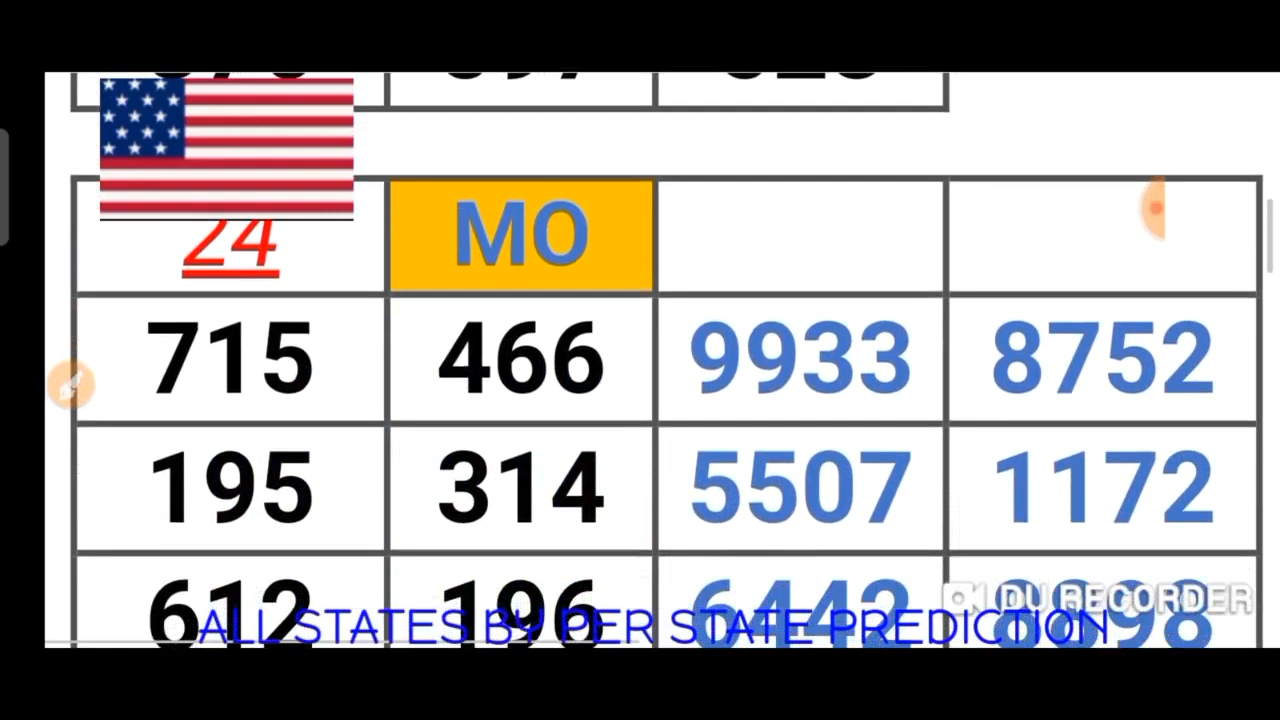 24 MO
715 466 9933 8752
195 314 5507 1172
612 196 6442
ALL STATES BY PER STATE PREDICTION
DU RECORDER